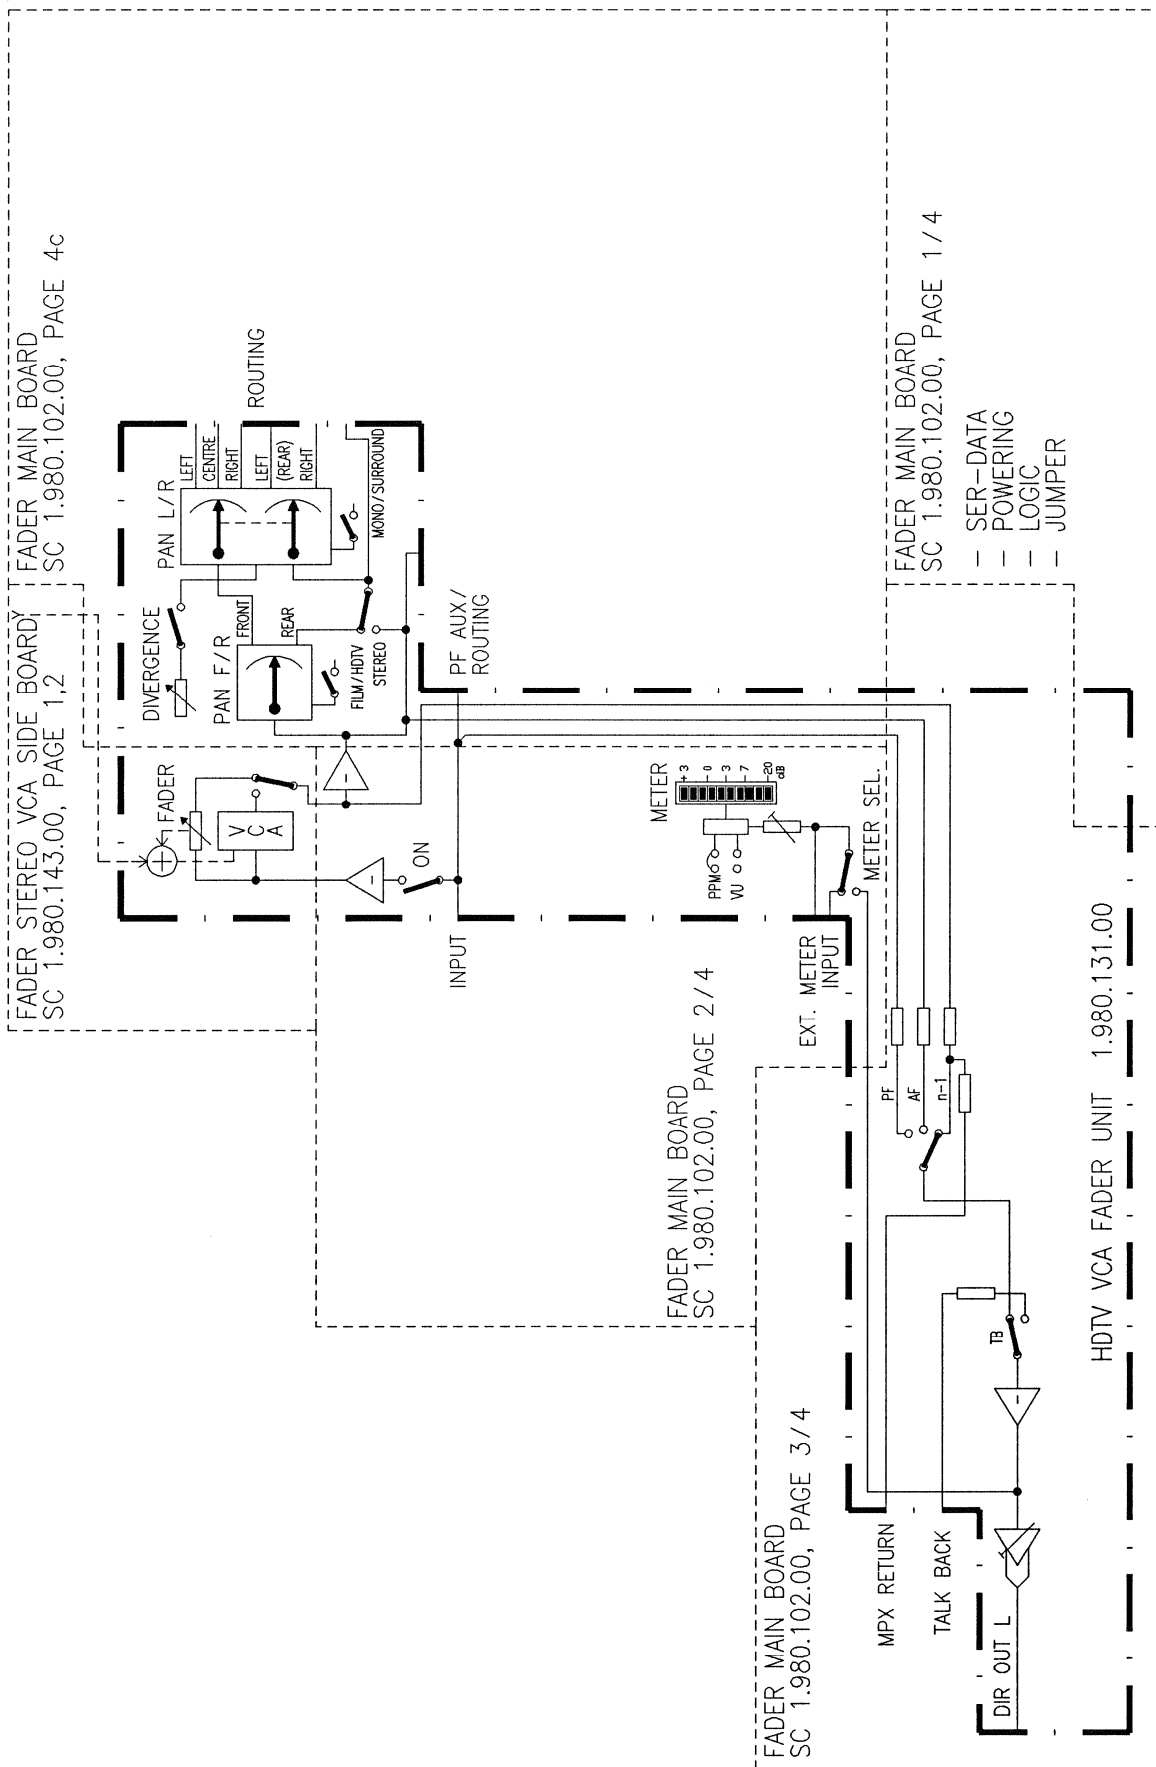 FADER STEREO VCA SIDE BOARD
SC 1.980.143.00, PAGE 1,2
FADER MAIN BOARD
SC 1.980.102.00, PAGE 4c
FADER
VCA
ON
INPUT
DIVERGENCE
PAN F/R
FRONT
REAR
FILM/HDTV
STEREO
PAN L/R
LEFT
CENTRE
RIGHT
LEFT
(REAR)
RIGHT
MONO/SURROUND
ROUTING
PF AUX/
ROUTING
METER
+3
0
3
7
20
dB
PPM
VU
METER SEL.
EXT. METER
INPUT
FADER MAIN BOARD
SC 1.980.102.00, PAGE 2/4
FADER MAIN BOARD
SC 1.980.102.00, PAGE 1/4
- SER-DATA
- POWERING
- LOGIC
- JUMPER
FADER MAIN BOARD
SC 1.980.102.00, PAGE 3/4
PF
AF
n-1
TB
MPX RETURN
TALK BACK
DIR OUT L
HDTV VCA FADER UNIT 1.980.131.00